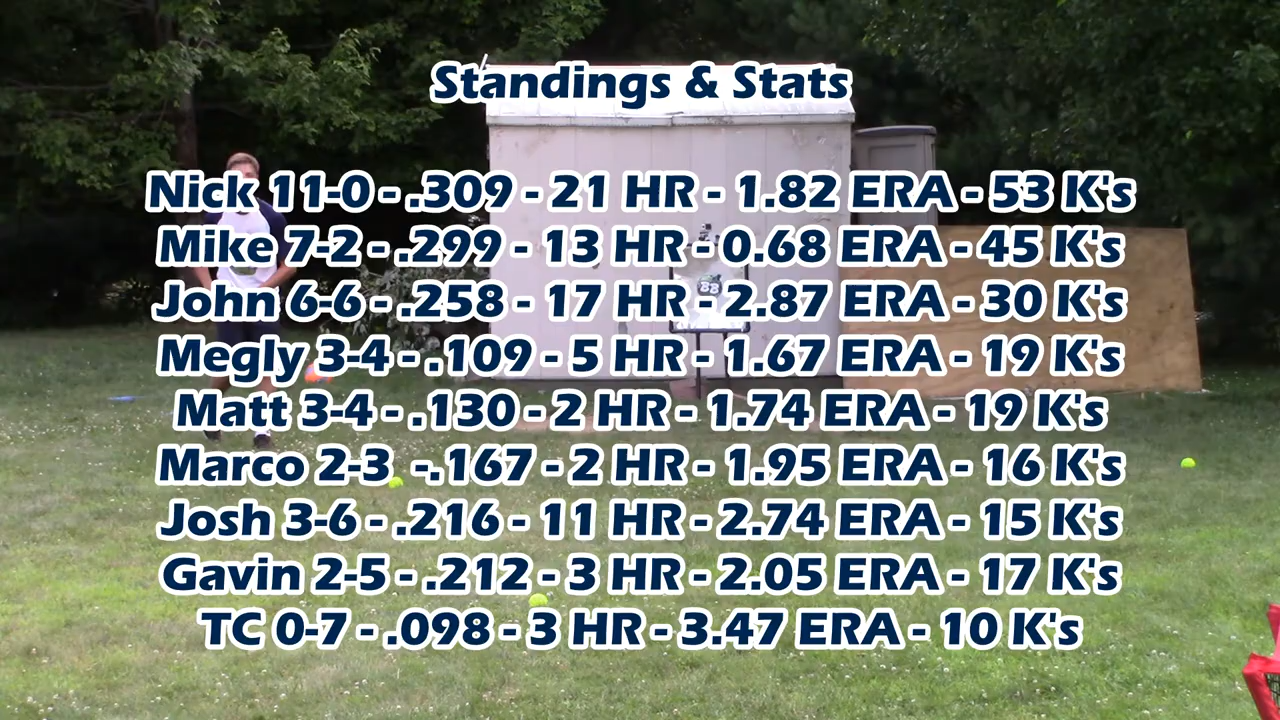 Standings & Stats
Nick 11-0 - .309 - 21 HR - 1.82 ERA - 53 K's
Mike 7-2 - .299 - 13 HR - 0.68 ERA - 45 K's
John 6-6 - .258 - 17 HR - 2.87 ERA - 30 K's
Megly 3-4 - .109 - 5 HR - 1.67 ERA - 19 K's
Matt 3-4 - .130 - 2 HR - 1.74 ERA - 19 K's
Marco 2-3 -.167 - 2 HR - 1.95 ERA - 16 K's
Josh 3-6 - .216 - 11 HR - 2.74 ERA - 15 K's
Gavin 2-5 - .212 - 3 HR - 2.05 ERA - 17 K's
TC 0-7 - .098 - 3 HR - 3.47 ERA - 10 K's
BB